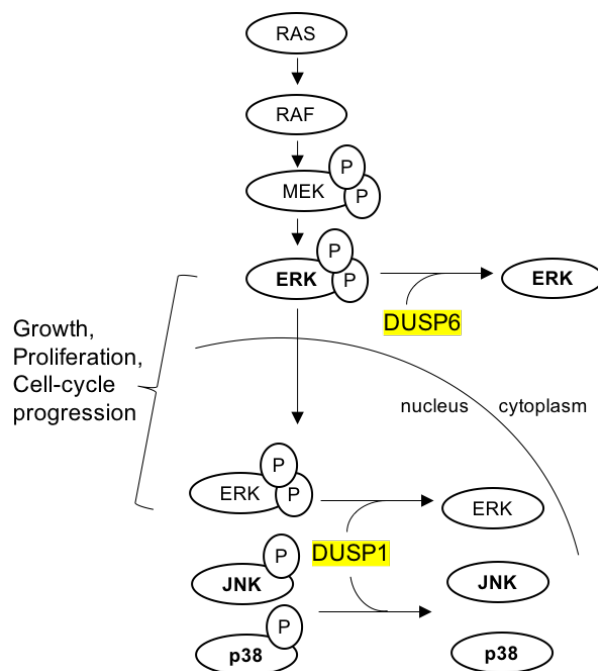 RAS
RAF
P
MEK
P
P
ERK
P
ERK
DUSP6
Growth,
Proliferation,
Cell-cycle
progression
nucleus
cytoplasm
P
ERK
P
ERK
P
DUSP1
JNK
JNK
P
p38
p38